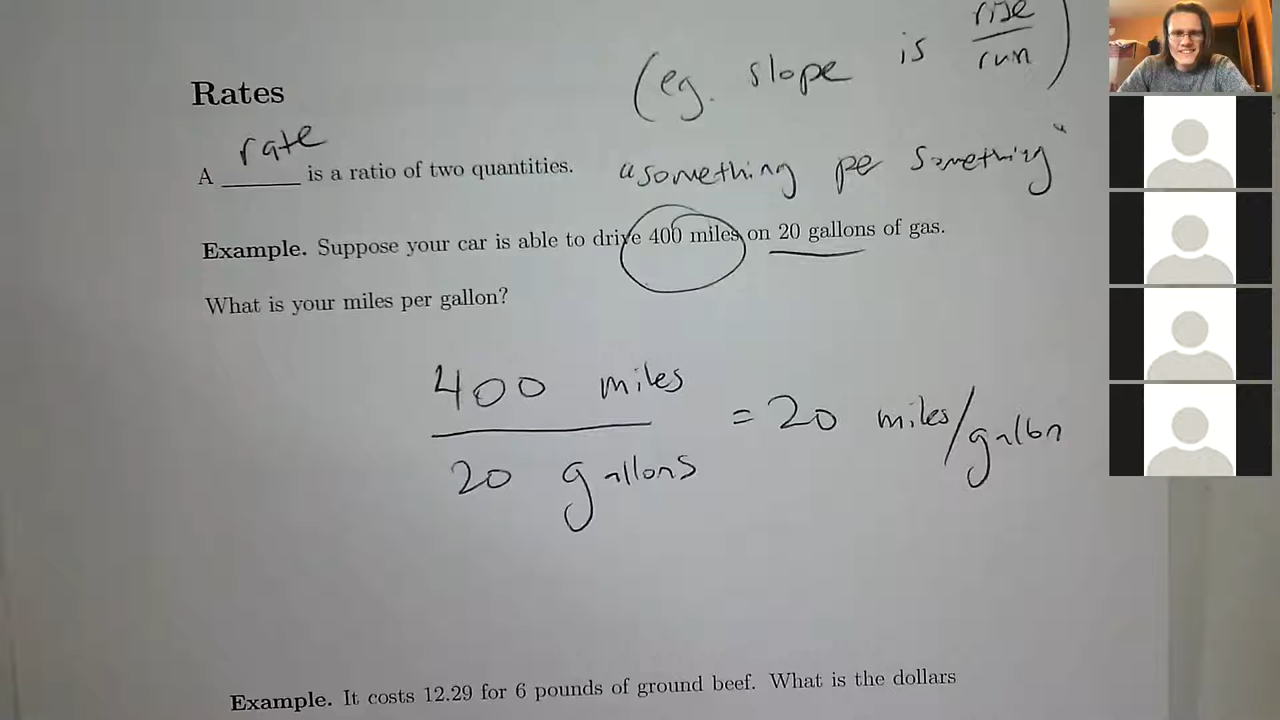 (eg. slope is rise/run)
Rates
rate
A ______ is a ratio of two quantities. "something per something"
Example. Suppose your car is able to drive 400 miles on 20 gallons of gas.
What is your miles per gallon?
400 miles
= 20 miles/gallon
20 gallons
Example. It costs 12.29 for 6 pounds of ground beef. What is the dollars